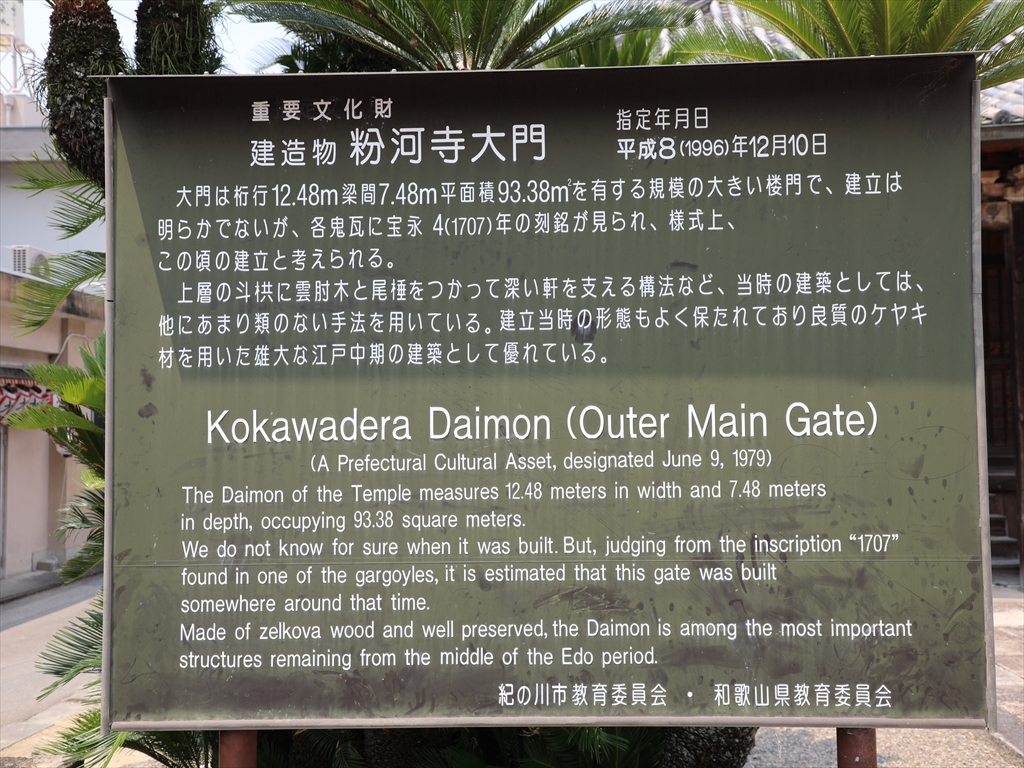 重要文化財
建造物 粉河寺大門
指定年月日
平成8(1996)年12月10日
大門は桁行12.48m梁間7.48m平面積93.38㎡を有する規模の大きい楼門で、建立は
明らかでないが、各鬼瓦に宝永 4(1707)年の刻銘が見られ、様式上、
この頃の建立と考えられる。
上層の斗栱に雲肘木と尾棰をつかって深い軒を支える構法など、当時の建築としては、
他にあまり類のない手法を用いている。建立当時の形態もよく保たれており良質のケヤキ
材を用いた雄大な江戸中期の建築として優れている。
Kokawadera Daimon (Outer Main Gate)
(A Prefectural Cultural Asset, designated June 9, 1979)
The Daimon of the Temple measures 12.48 meters in width and 7.48 meters
in depth, occupying 93.38 square meters.
We do not know for sure when it was built. But, judging from the inscription “1707”
found in one of the gargoyles, it is estimated that this gate was built
somewhere around that time.
Made of zelkova wood and well preserved, the Daimon is among the most important
structures remaining from the middle of the Edo period.
紀の川市教育委員会 ・ 和歌山県教育委員会